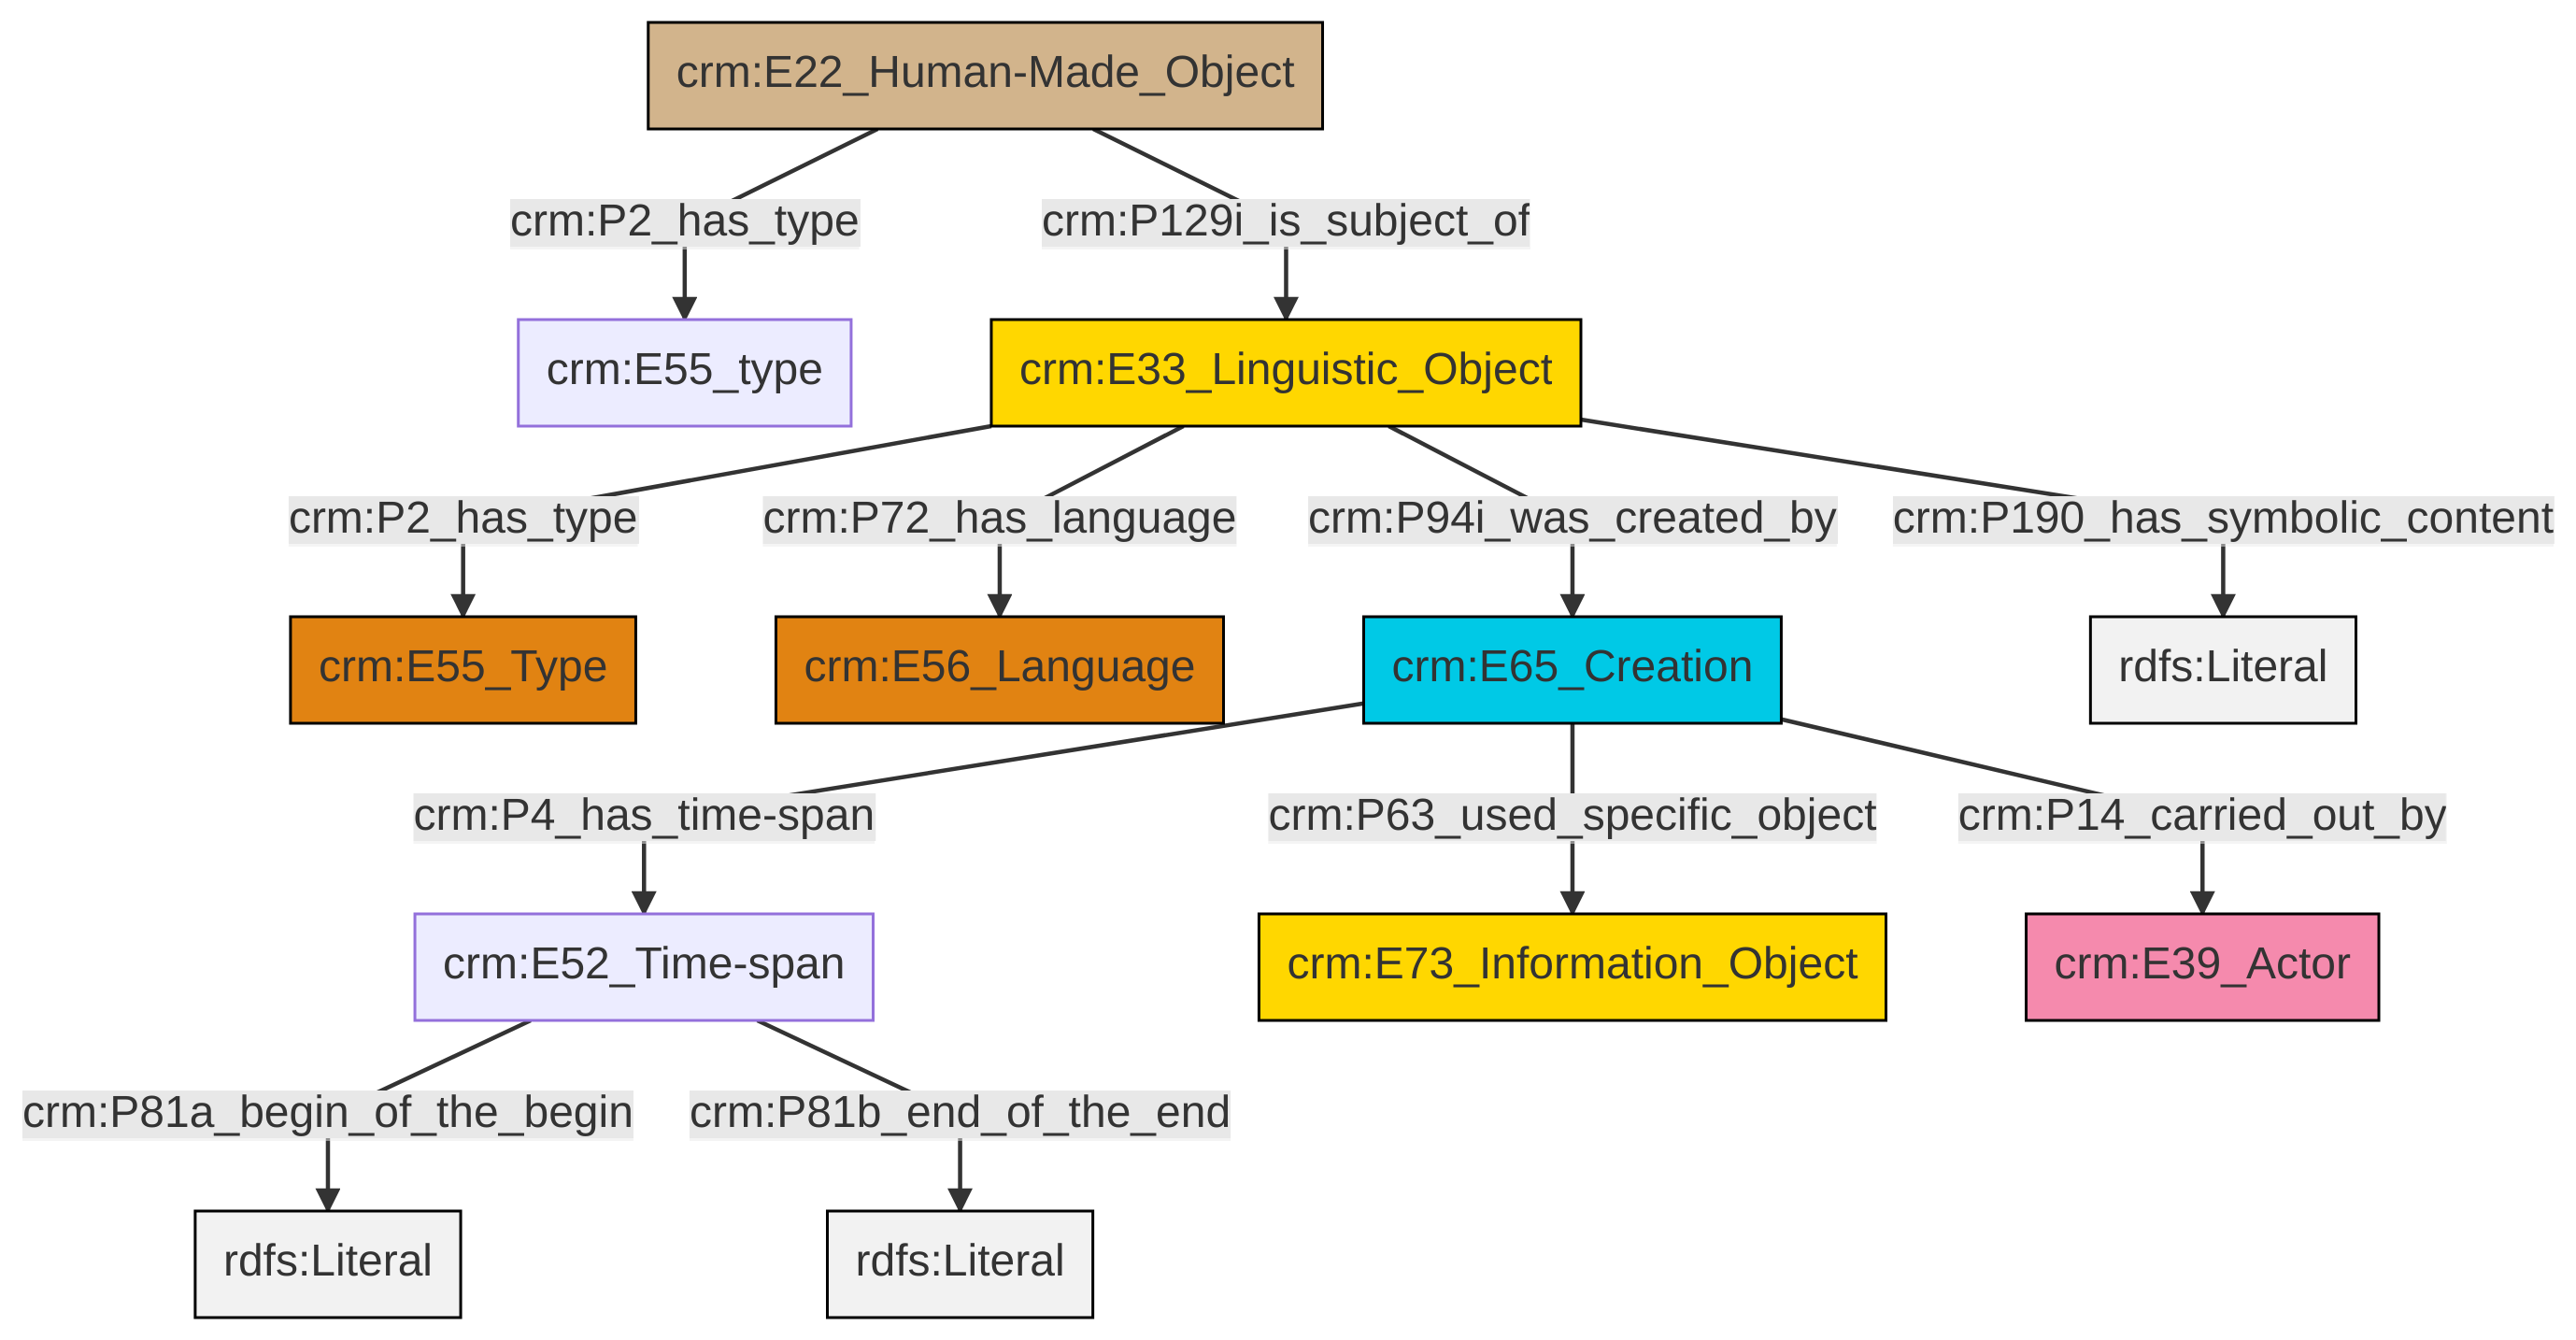 crm:E22_Human-Made_Object
crm:P2_has_type
crm:P129i_is_subject_of
crm:E55_type
crm:E33_Linguistic_Object
crm:P2_has_type
crm:P72_has_language
crm:P94i_was_created_by
crm:P190_has_symbolic_content
crm:E55_Type
crm:E56_Language
crm:E65_Creation
rdfs:Literal
crm:P4_has_time-span
crm:P63_used_specific_object
crm:P14_carried_out_by
crm:E52_Time-span
crm:E73_Information_Object
crm:E39_Actor
crm:P81a_begin_of_the_begin
crm:P81b_end_of_the_end
rdfs:Literal
rdfs:Literal